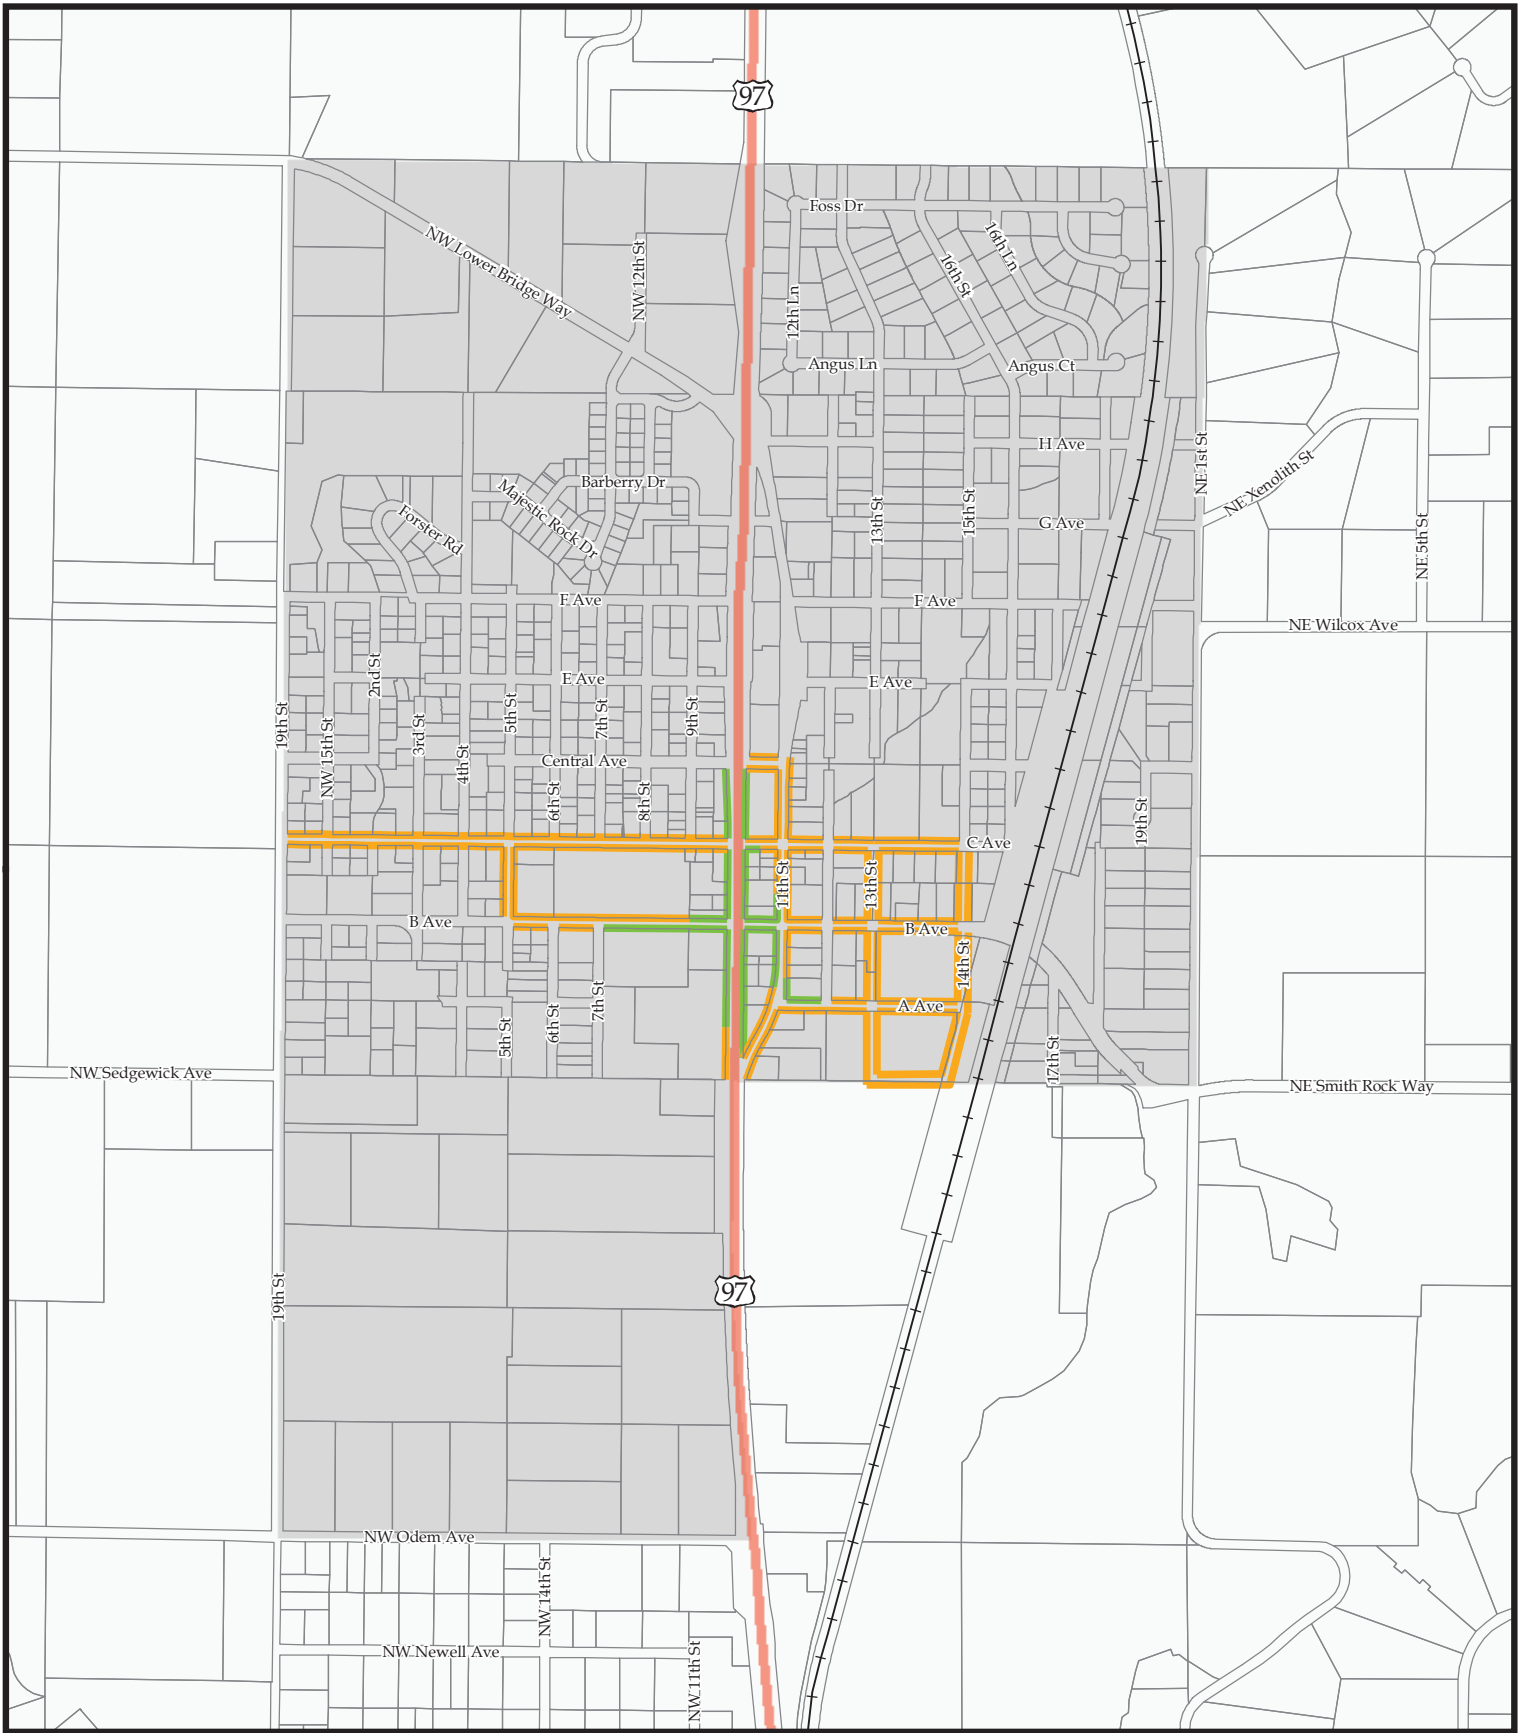 97
Foss Dr
16th Ln
NW Lower Bridge Way
NW 12th St
16th St
12th Ln
Angus Ln
Angus Ct
H Ave
NE 1st St
NE Xenolith St
Barberry Dr
Majestic Rock Dr
Forster Rd
13th St
15th St
G Ave
NE 5th St
F Ave
F Ave
NE Wilcox Ave
2nd St
E Ave
E Ave
19th St
NW 15th St
3rd St
4th St
5th St
7th St
9th St
Central Ave
6th St
8th St
19th St
C Ave
11th St
13th St
B Ave
B Ave
14th St
A Ave
5th St
6th St
7th St
17th St
NW Sedgewick Ave
NE Smith Rock Way
97
19th St
NW Odem Ave
NW 14th St
NW Newell Ave
NW 11th St